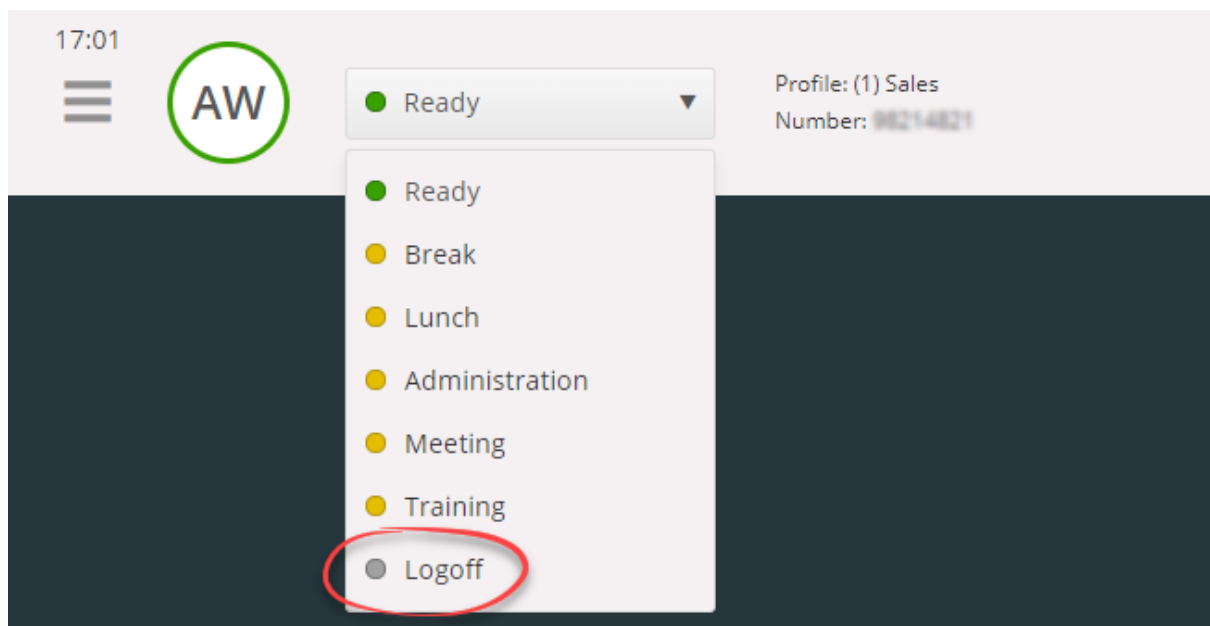 17:01
AW
Ready
Profile: (1) Sales
Number:
Ready
Break
Lunch
Administration
Meeting
Training
Logoff